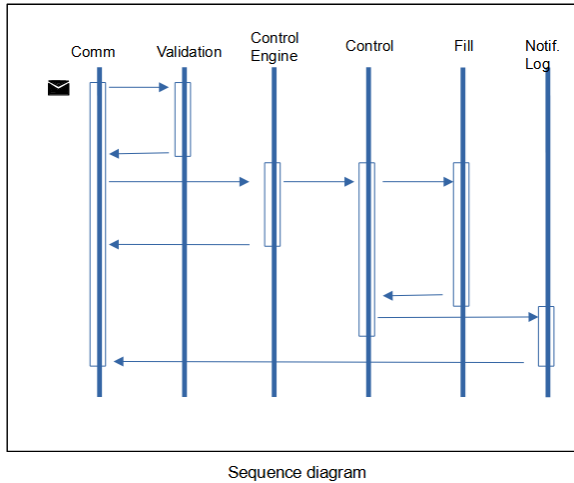 Comm
Validation
Control
Engine
Control
Fill
Notif.
Log
Sequence diagram